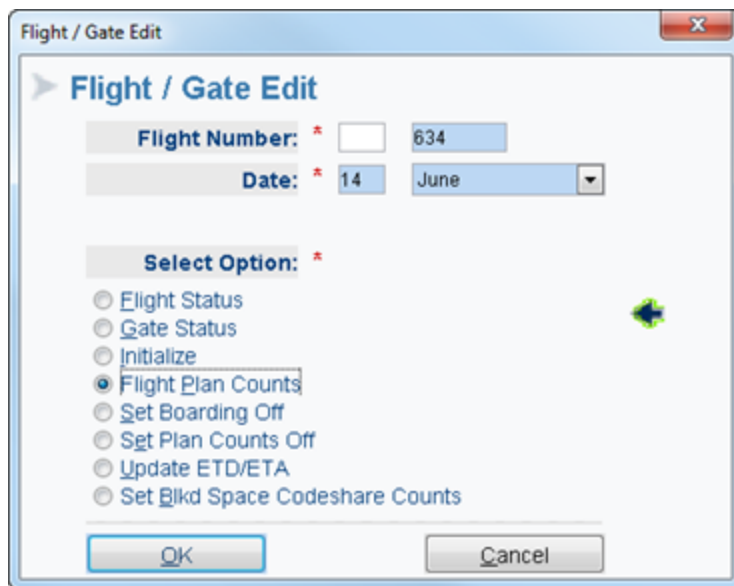 Flight / Gate Edit
Flight / Gate Edit
Flight Number: * 634
Date: * 14 June
Select Option: *
Flight Status
Gate Status
Initialize
Flight Plan Counts
Set Boarding Off
Set Plan Counts Off
Update ETD/ETA
Set Blkd Space Codeshare Counts
OK Cancel